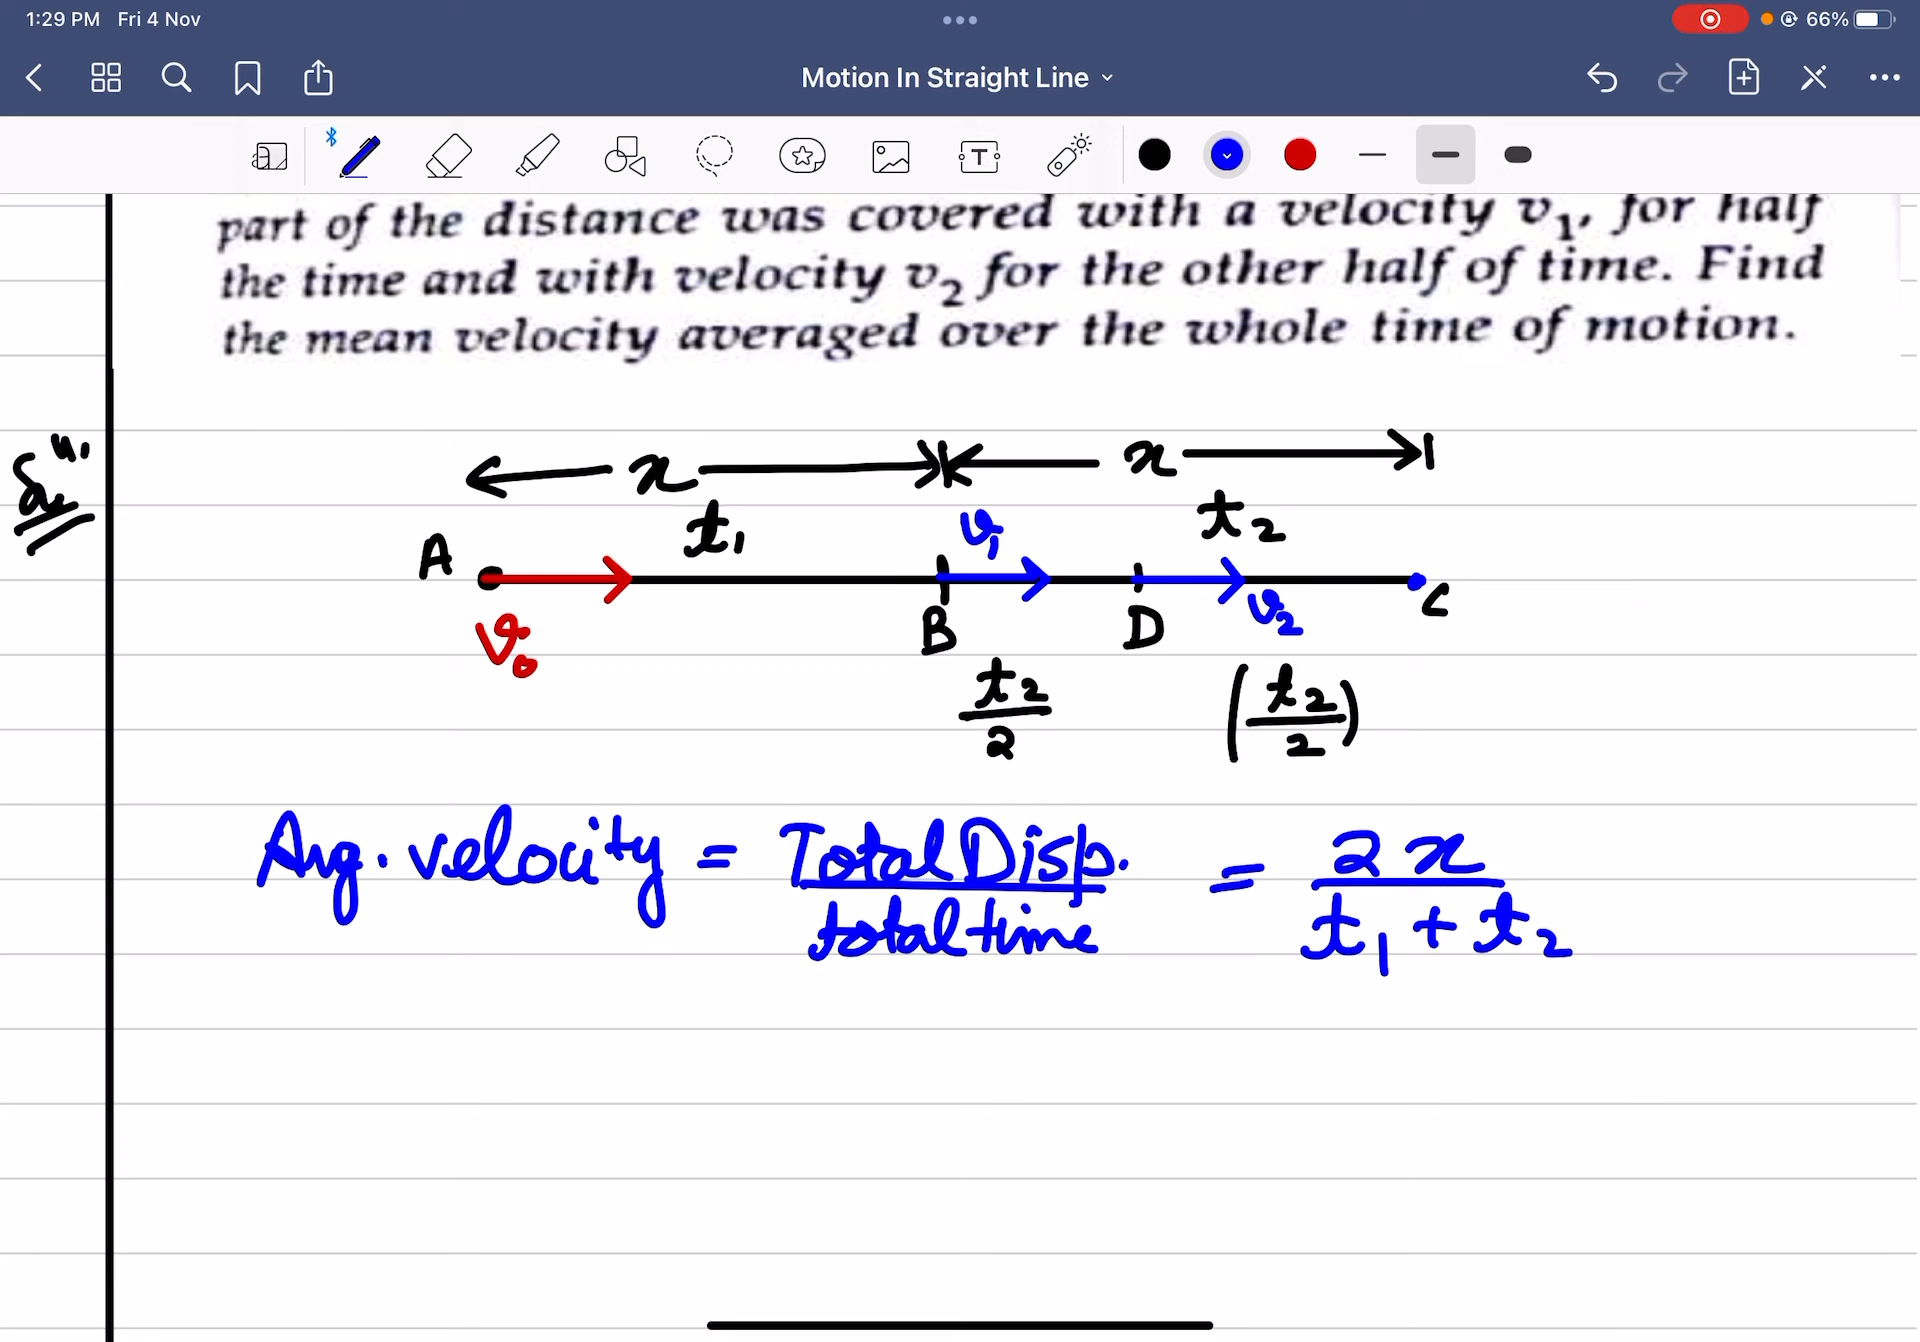 1:29 PM Fri 4 Nov
66%
Motion In Straight Line
part of the distance was covered with a velocity v₁, for half
the time and with velocity v₂ for the other half of time. Find
the mean velocity averaged over the whole time of motion.
x x
t₁ v₁ t₂
A
B D v₂ C
v₀
t₂/2 (t₂/2)
Avg. velocity = Total Disp./total time = 2x/t₁ + t₂